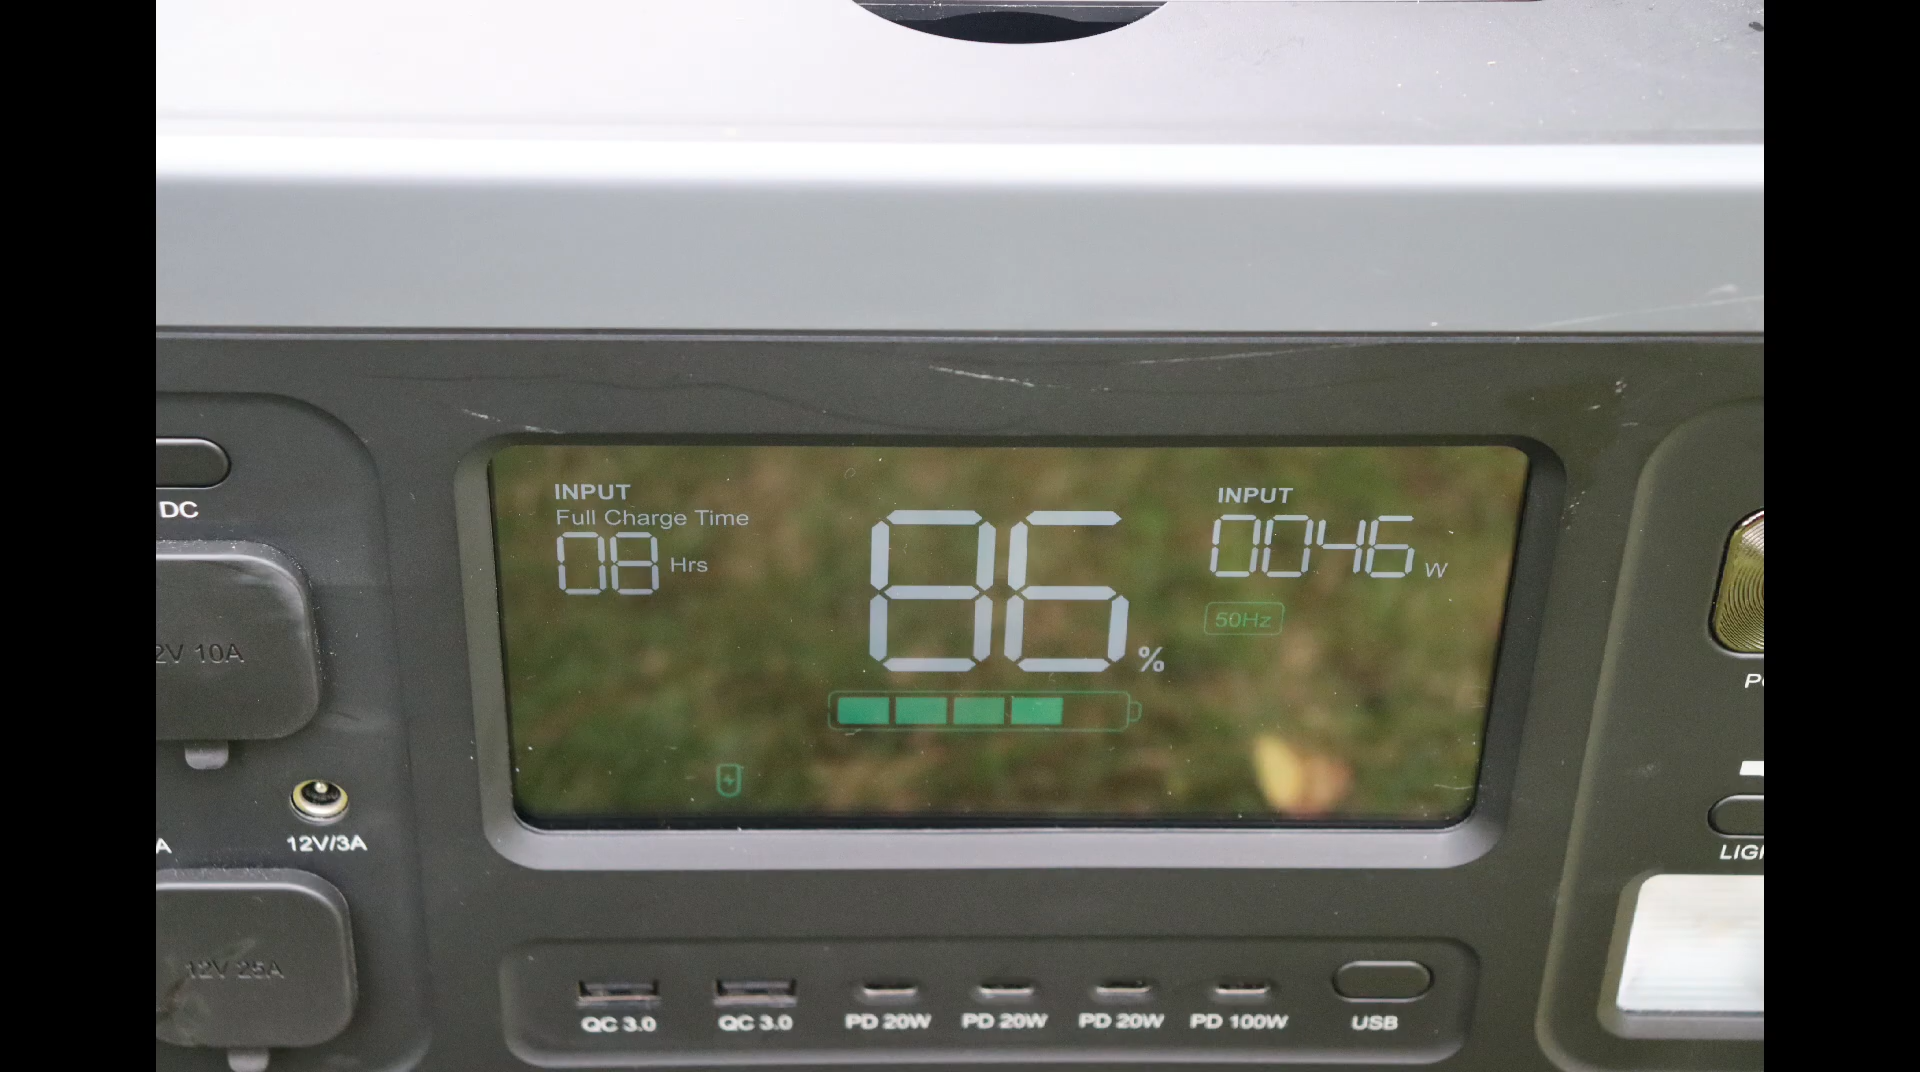 DC
INPUT
Full Charge Time
08 Hrs
86 %
INPUT
0046 W
50Hz
2V 10A
12V/3A
A
12V 25A
QC 3.0
QC 3.0
PD 20W
PD 20W
PD 20W
PD 100W
USB